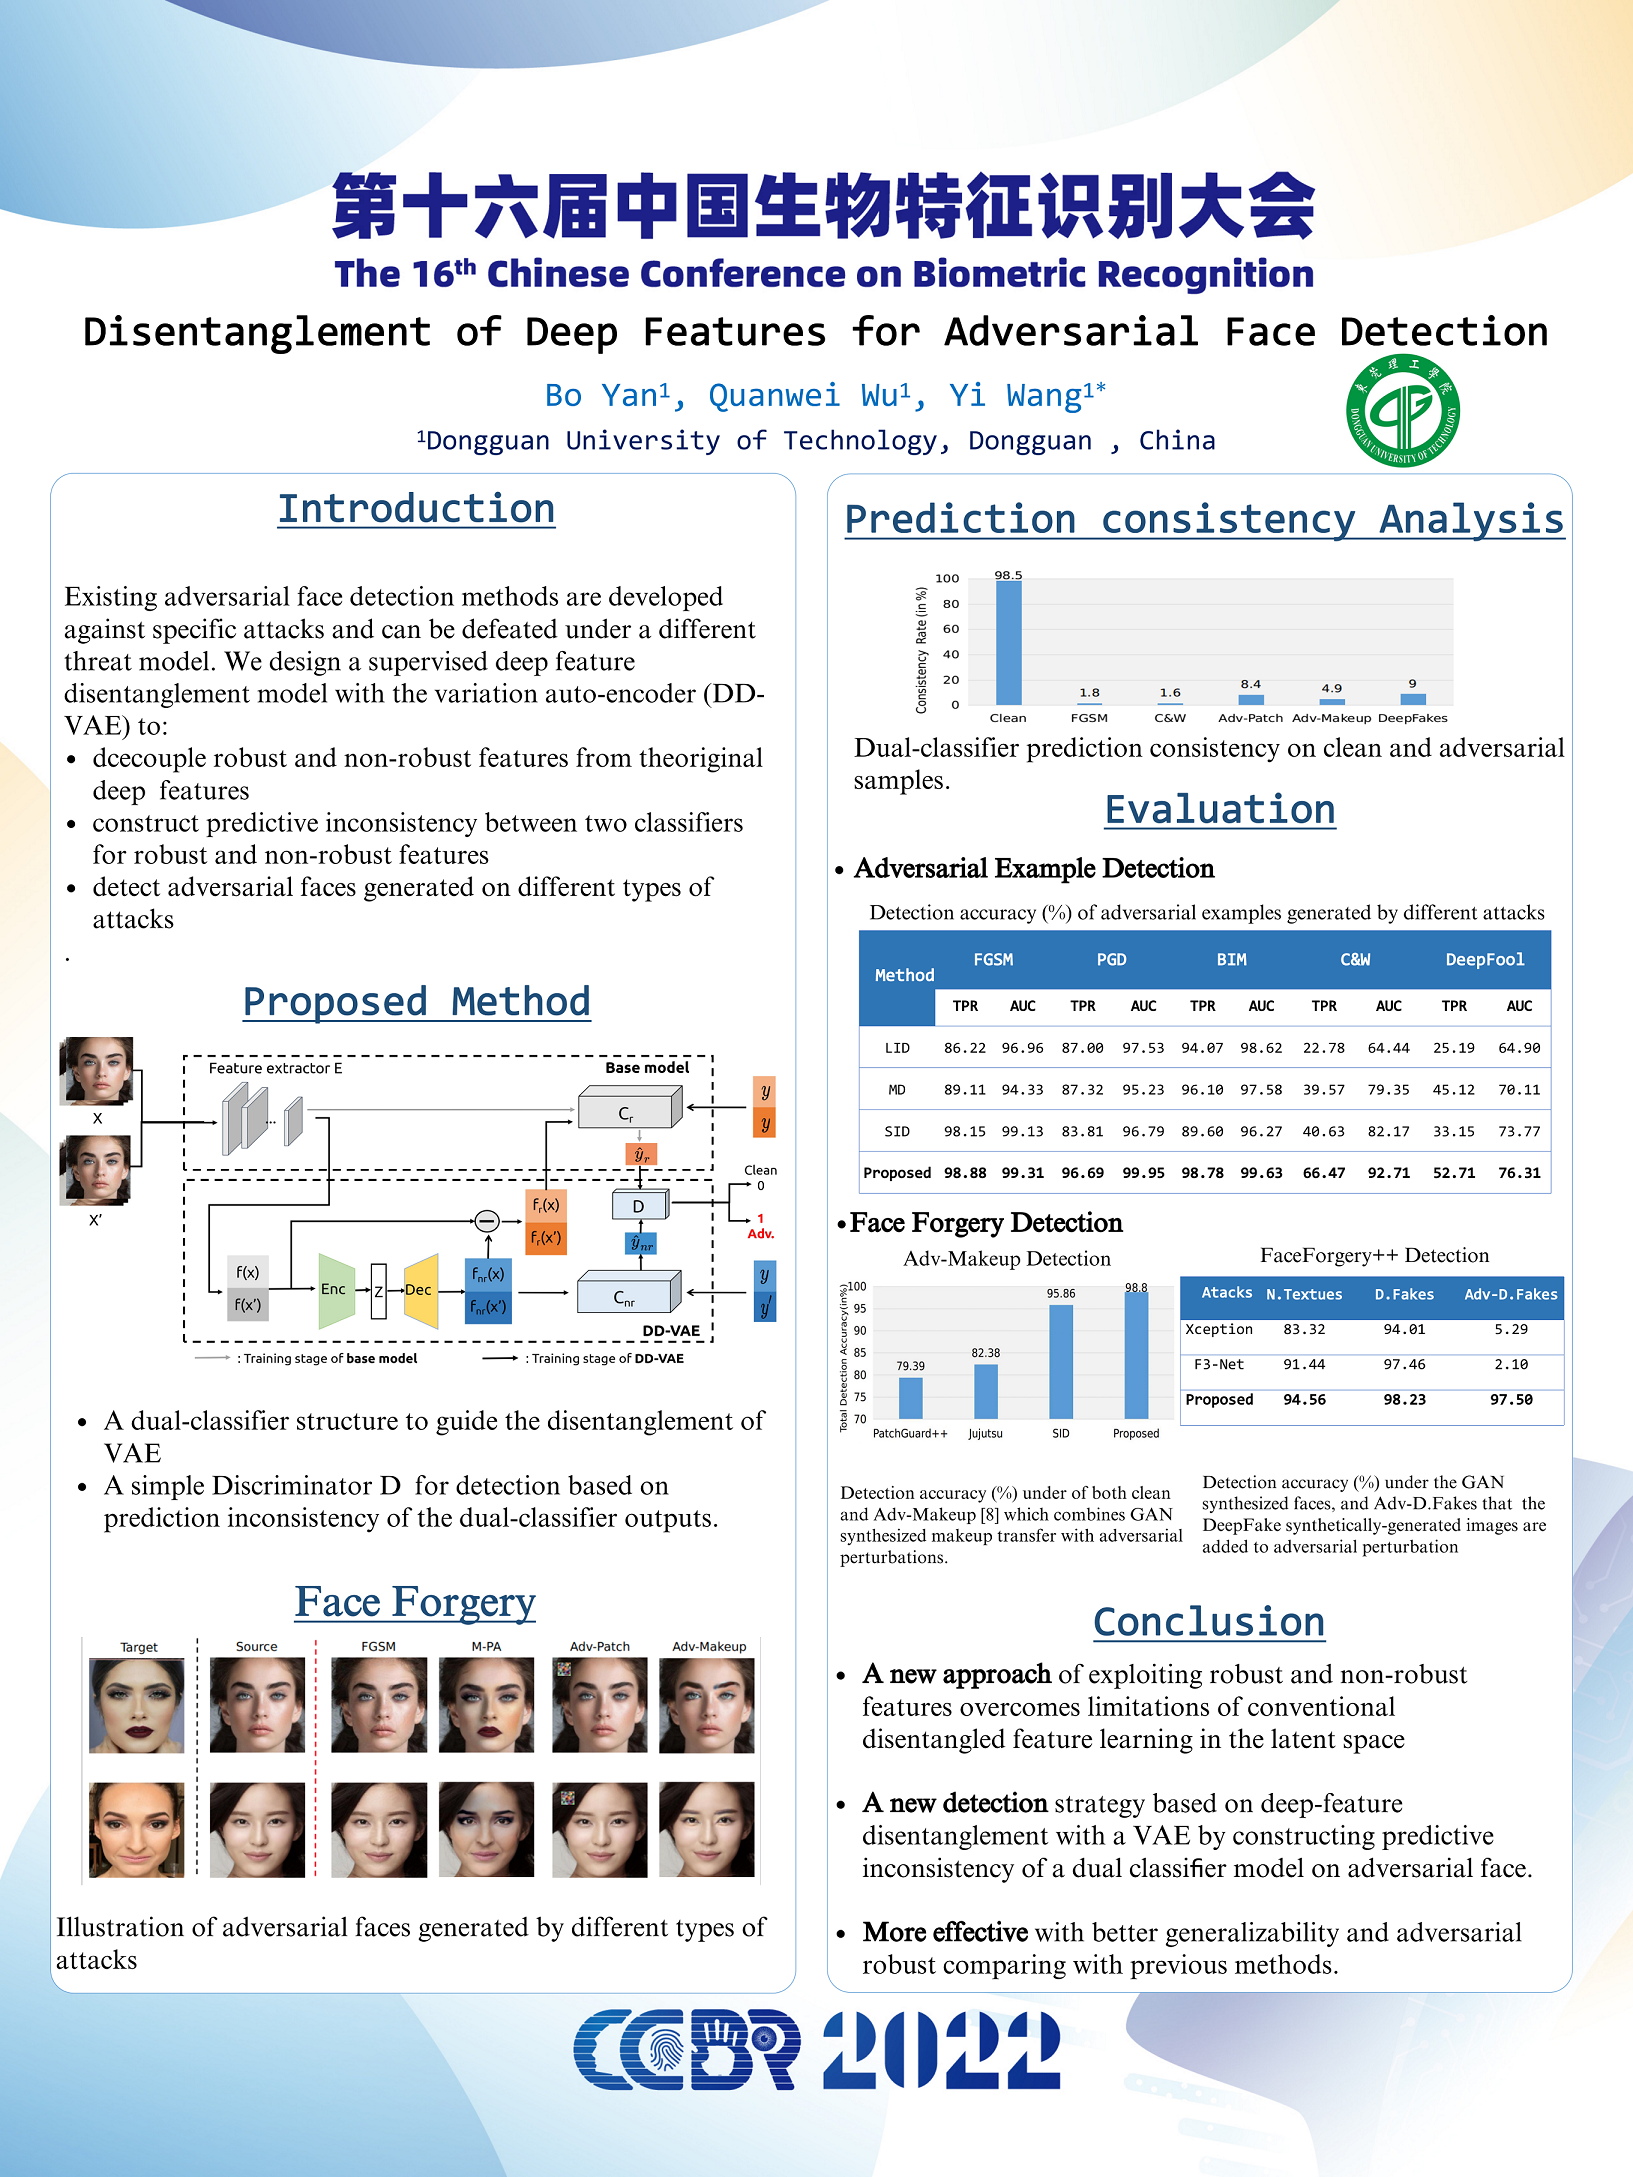 第十六届中国生物特征识别大会
The 16th Chinese Conference on Biometric Recognition
Disentanglement of Deep Features for Adversarial Face Detection
Bo Yan¹, Quanwei Wu¹, Yi Wang¹*
¹Dongguan University of Technology, Dongguan , China
東莞理工學院
DONGGUAN UNIVERSITY OF TECHNOLOGY
Introduction
Existing adversarial face detection methods are developed
against specific attacks and can be defeated under a different
threat model. We design a supervised deep feature
disentanglement model with the variation auto-encoder (DD-
VAE) to:
• dcecouple robust and non-robust features from theoriginal
deep features
• construct predictive inconsistency between two classifiers
for robust and non-robust features
• detect adversarial faces generated on different types of
attacks
.
Proposed Method
Feature extractor E
Base model
X
X’
...
Cr
ŷr
y
y
Clean
0
1
Adv.
D
ŷnr
fr(x)
fr(x’)
f(x)
f(x’)
Enc
Z
Dec
fnr(x)
fnr(x’)
Cnr
y
y′
DD-VAE
: Training stage of base model
: Training stage of DD-VAE
• A dual-classifier structure to guide the disentanglement of
VAE
• A simple Discriminator D for detection based on
prediction inconsistency of the dual-classifier outputs.
Face Forgery
Target Source FGSM M-PA Adv-Patch Adv-Makeup
Illustration of adversarial faces generated by different types of
attacks
Prediction consistency Analysis
Consistency Rate (in %)
100
80
60
40
20
0
98.5 1.8 1.6 8.4 4.9 9
Clean FGSM C&W Adv-Patch Adv-Makeup DeepFakes
Dual-classifier prediction consistency on clean and adversarial
samples.
Evaluation
• Adversarial Example Detection
Detection accuracy (%) of adversarial examples generated by different attacks
Method FGSM PGD BIM C&W DeepFool
TPR AUC TPR AUC TPR AUC TPR AUC TPR AUC
LID 86.22 96.96 87.00 97.53 94.07 98.62 22.78 64.44 25.19 64.90
MD 89.11 94.33 87.32 95.23 96.10 97.58 39.57 79.35 45.12 70.11
SID 98.15 99.13 83.81 96.79 89.60 96.27 40.63 82.17 33.15 73.77
Proposed 98.88 99.31 96.69 99.95 98.78 99.63 66.47 92.71 52.71 76.31
• Face Forgery Detection
Adv-Makeup Detection
Total Detection Accuracy(in%)
100
95
90
85
80
75
70
79.39 82.38 95.86 98.8
PatchGuard++ Jujutsu SID Proposed
FaceForgery++ Detection
Atacks N.Textues D.Fakes Adv-D.Fakes
Xception 83.32 94.01 5.29
F3-Net 91.44 97.46 2.10
Proposed 94.56 98.23 97.50
Detection accuracy (%) under of both clean
and Adv-Makeup [8] which combines GAN
synthesized makeup transfer with adversarial
perturbations.
Detection accuracy (%) under the GAN
synthesized faces, and Adv-D.Fakes that the
DeepFake synthetically-generated images are
added to adversarial perturbation
Conclusion
• A new approach of exploiting robust and non-robust
features overcomes limitations of conventional
disentangled feature learning in the latent space
• A new detection strategy based on deep-feature
disentanglement with a VAE by constructing predictive
inconsistency of a dual classifier model on adversarial face.
• More effective with better generalizability and adversarial
robust comparing with previous methods.
CCBR 2022